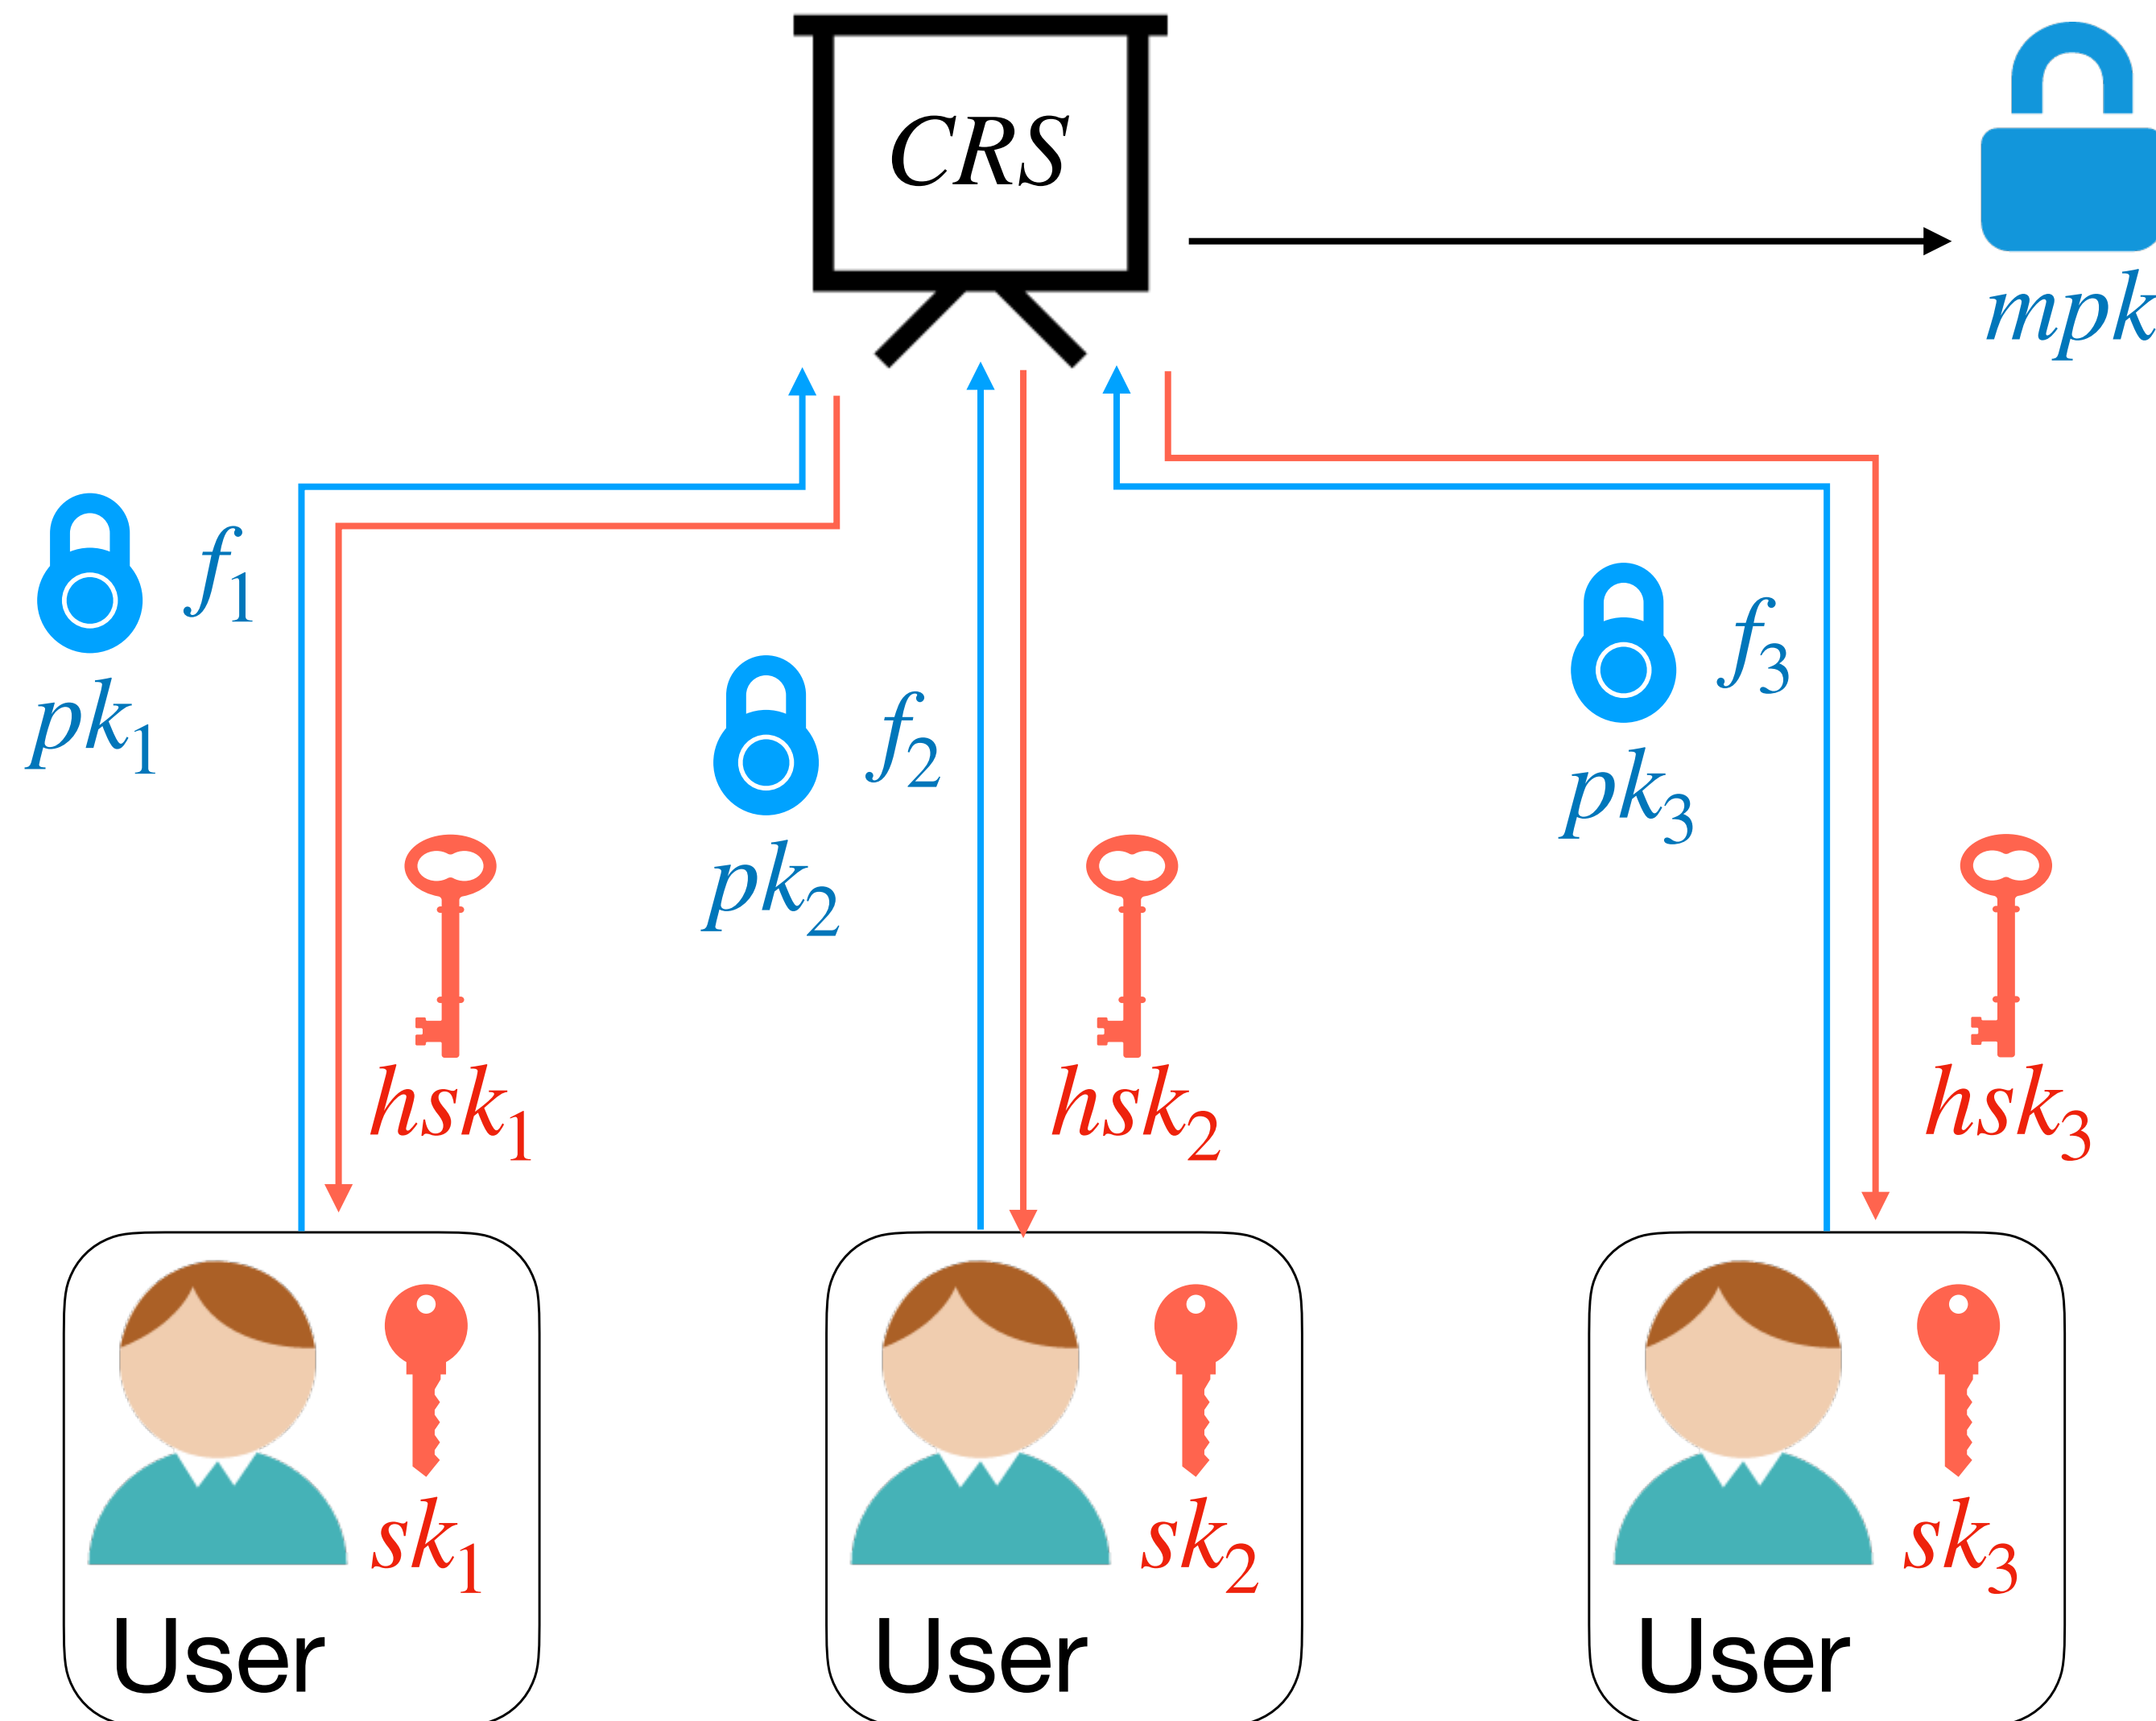 CRS
mpk
f₁
pk₁
f₂
pk₂
f₃
pk₃
hsk₁
hsk₂
hsk₃
sk₁
sk₂
sk₃
User
User
User